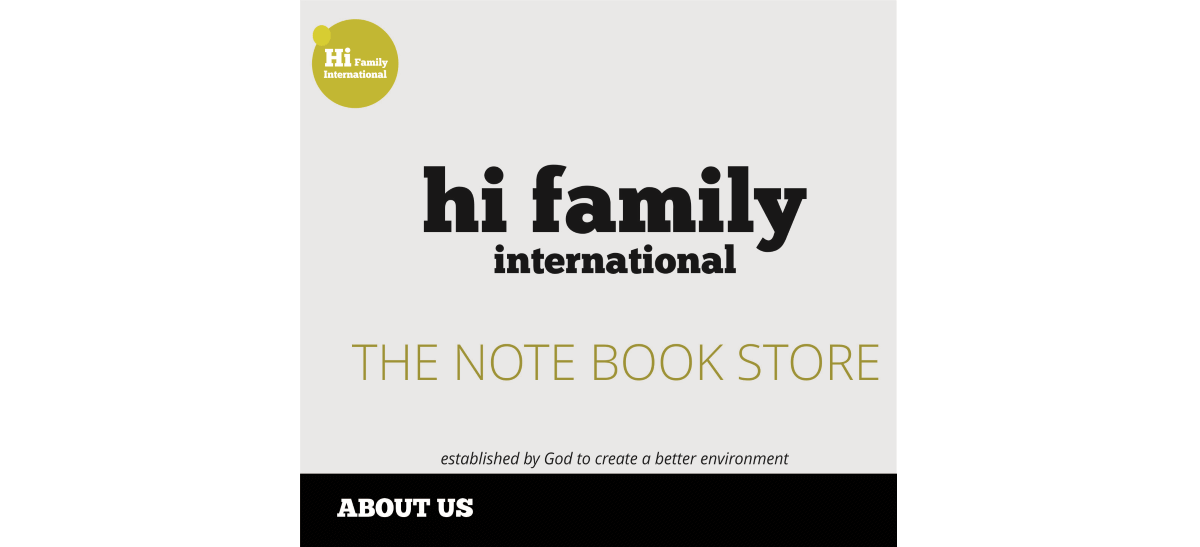 Hi Family
International
hi family
international
THE NOTE BOOK STORE
established by God to create a better environment
ABOUT US